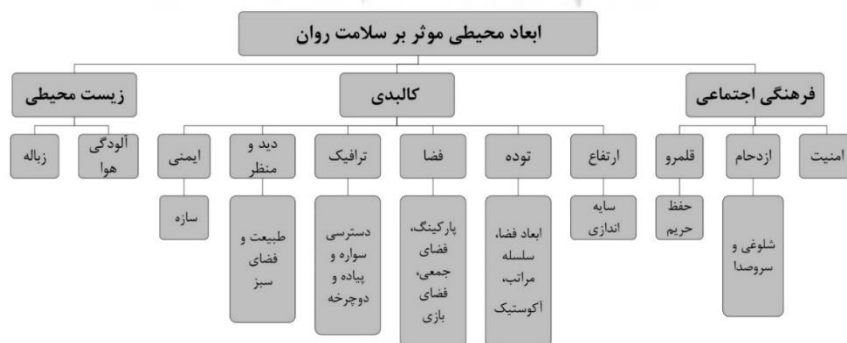 ابعاد محیطی موثر بر سلامت روان
فرهنگی اجتماعی
کالبدی
زیست محیطی
امنیت
ازدحام
قلمرو
ارتفاع
توده
فضا
ترافیک
دید و
منظر
ایمنی
آلودگی
هوا
زباله
شلوغی و
سروصدا
حفظ
حریم
سایه
اندازی
ابعاد فضا،
سلسله
مراتب،
آکوستیک
پارکینگ،
فضای
جمعی،
فضای
بازی
دسترسی
سواره و
پیاده و
دوچرخه
طبیعت و
فضای
سبز
سازه